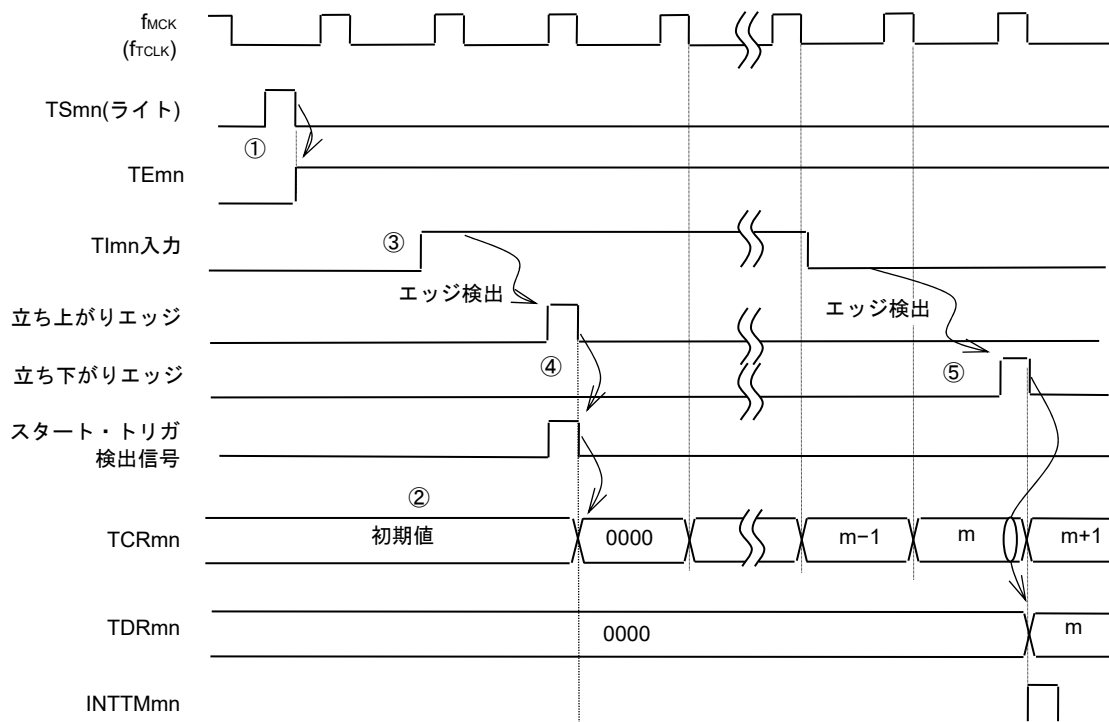 fMCK
(fTCLK)
TSmn(ライト)
①
TEmn
TImn入力
③
エッジ検出
エッジ検出
立ち上がりエッジ
④
立ち下がりエッジ
⑤
スタート・トリガ
検出信号
②
TCRmn
初期値
0000
m−1
m
m+1
TDRmn
0000
m
INTTMmn